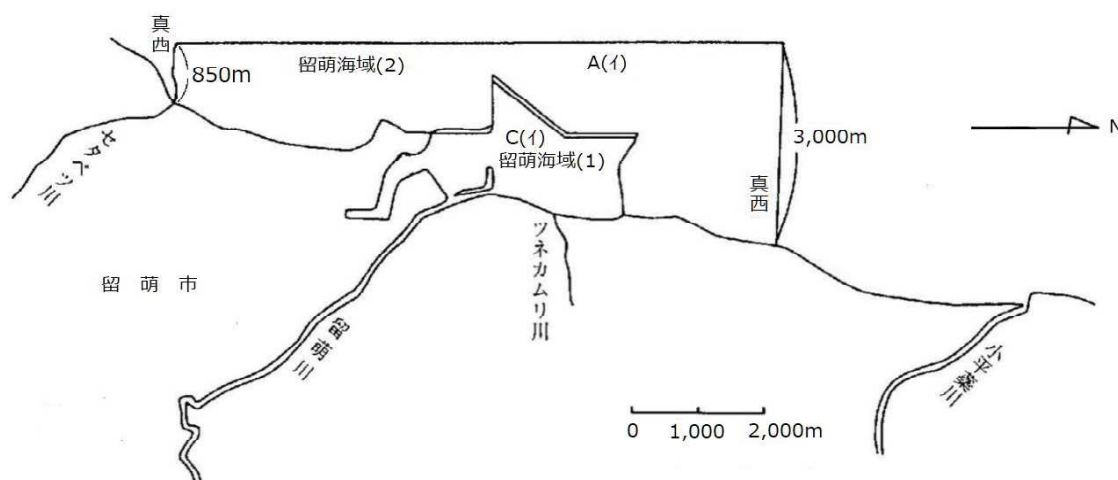 真西
850m
留萌海域(2)
A(ｲ)
C(ｲ)
留萌海域(1)
N
3,000m
真西
セタベツ川
ツネカムリ川
留 萌 市
留萌川
小平蘂川
0 1,000 2,000m